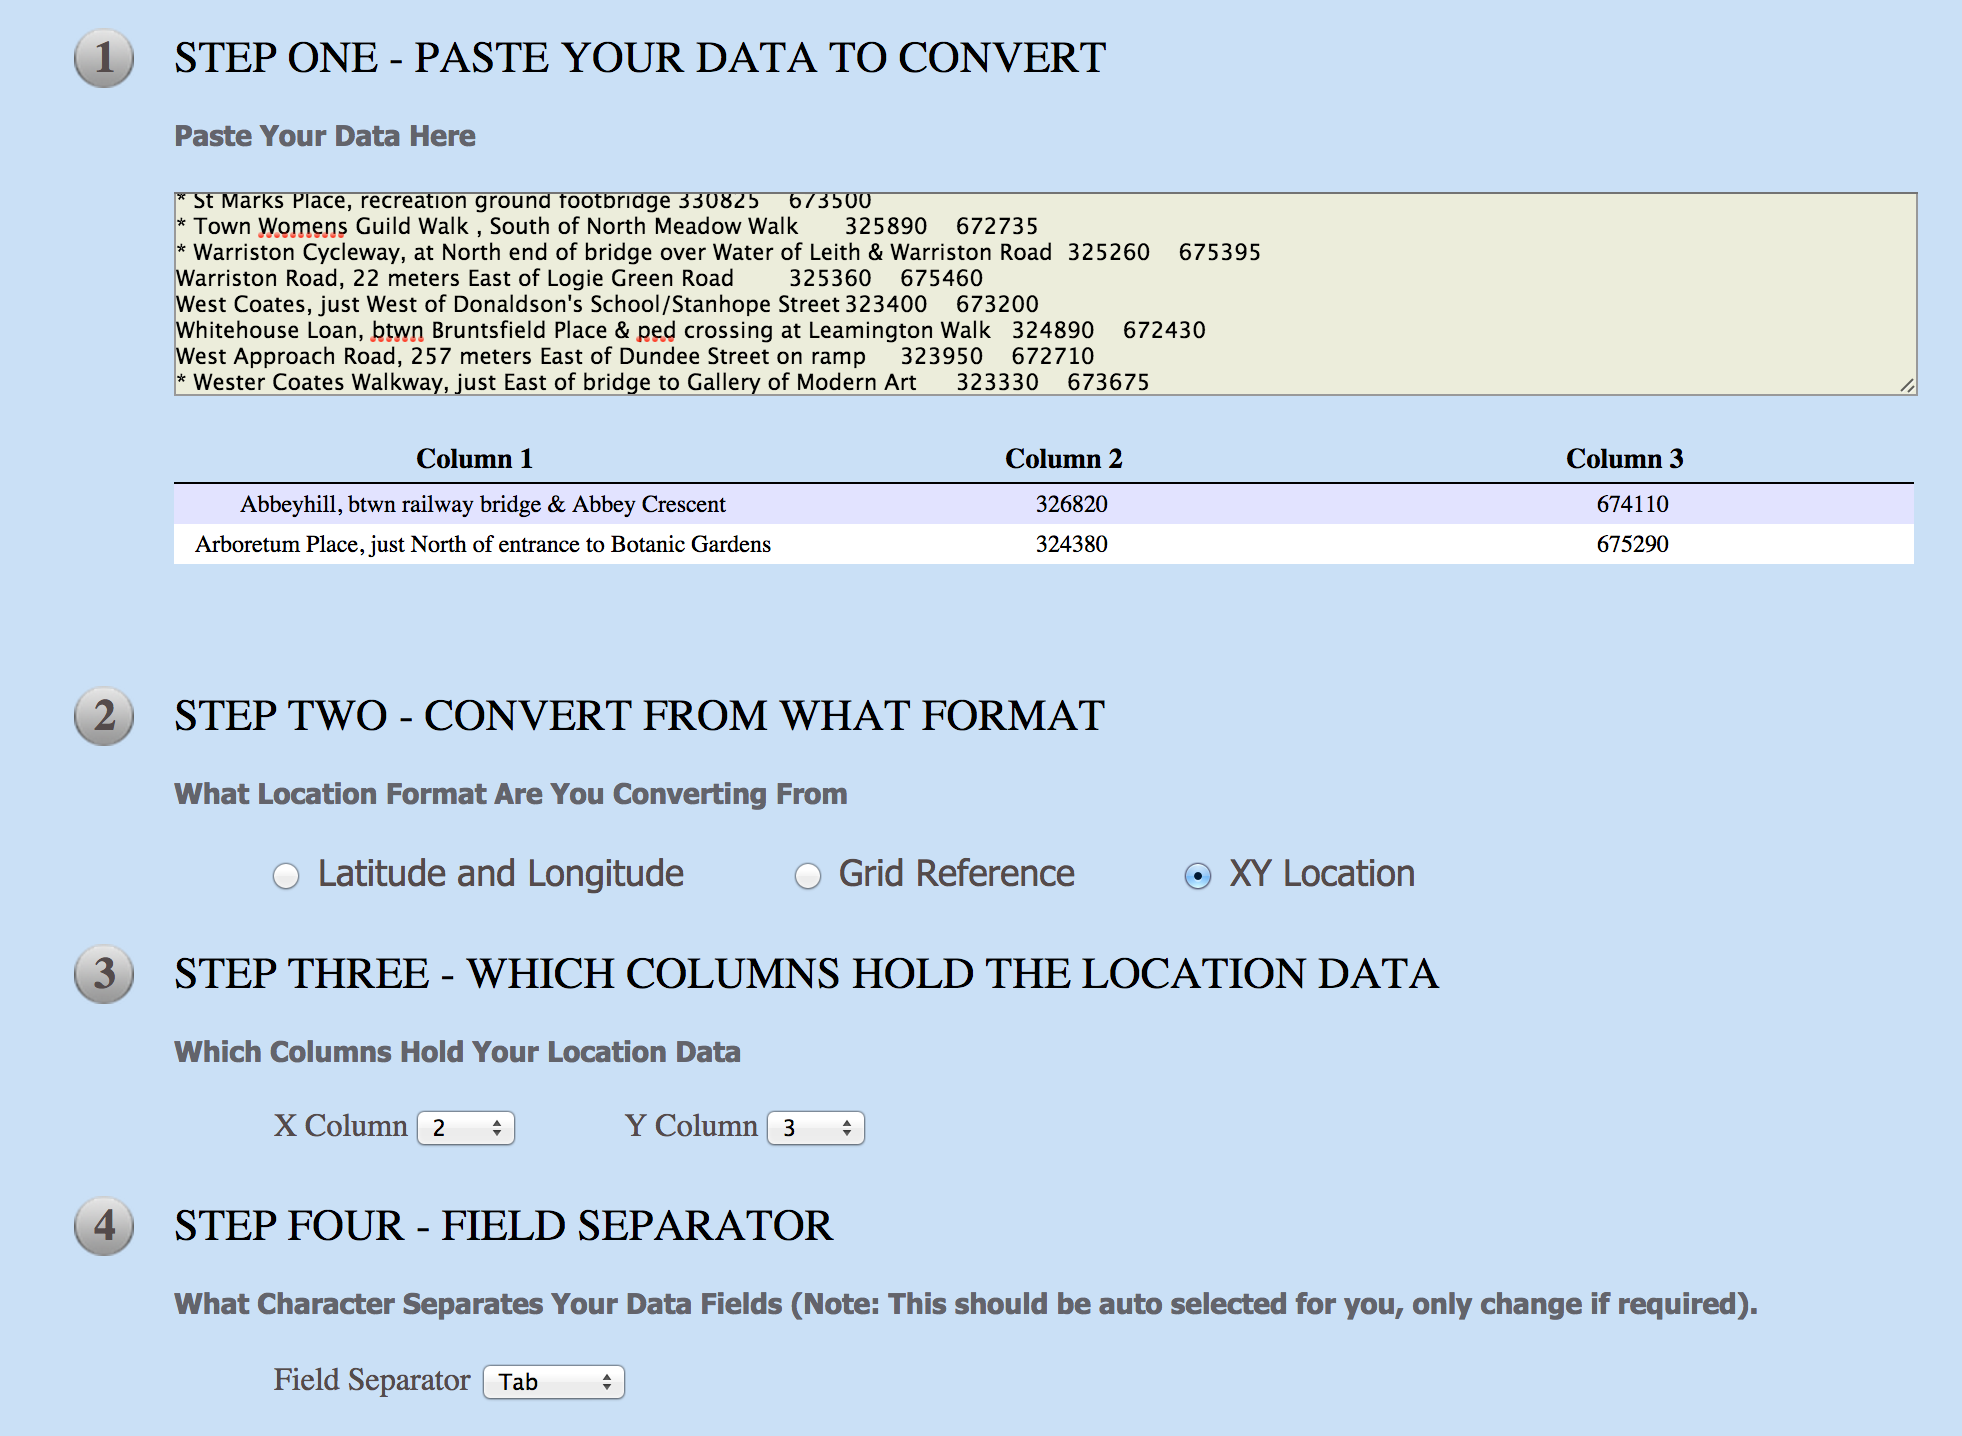 1 STEP ONE - PASTE YOUR DATA TO CONVERT
Paste Your Data Here
* St Marks Place, recreation ground footbridge 330825 673500
* Town Womens Guild Walk , South of North Meadow Walk 325890 672735
* Warriston Cycleway, at North end of bridge over Water of Leith & Warriston Road 325260 675395
Warriston Road, 22 meters East of Logie Green Road 325360 675460
West Coates, just West of Donaldson's School/Stanhope Street 323400 673200
Whitehouse Loan, btwn Bruntsfield Place & ped crossing at Leamington Walk 324890 672430
West Approach Road, 257 meters East of Dundee Street on ramp 323950 672710
* Wester Coates Walkway, just East of bridge to Gallery of Modern Art 323330 673675
Column 1 Column 2 Column 3
Abbeyhill, btwn railway bridge & Abbey Crescent 326820 674110
Arboretum Place, just North of entrance to Botanic Gardens 324380 675290
2 STEP TWO - CONVERT FROM WHAT FORMAT
What Location Format Are You Converting From
Latitude and Longitude Grid Reference XY Location
3 STEP THREE - WHICH COLUMNS HOLD THE LOCATION DATA
Which Columns Hold Your Location Data
X Column 2 Y Column 3
4 STEP FOUR - FIELD SEPARATOR
What Character Separates Your Data Fields (Note: This should be auto selected for you, only change if required).
Field Separator Tab